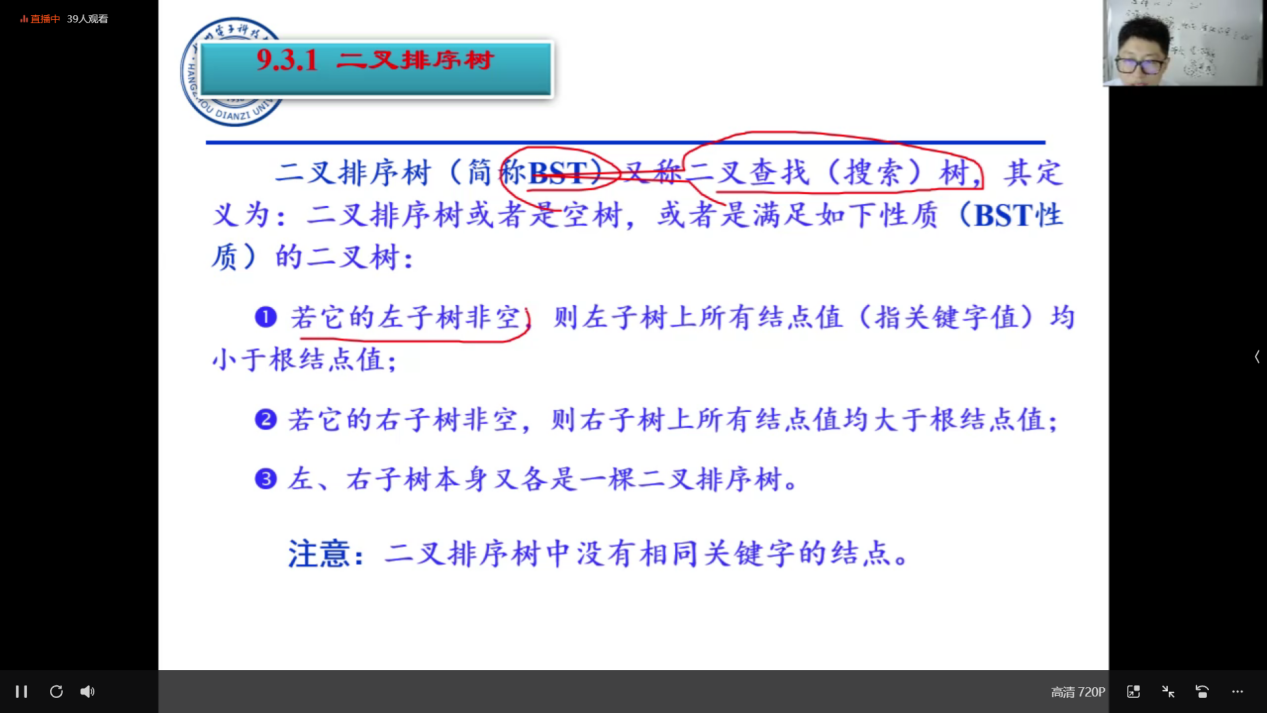 直播中 39人观看
9.3.1 二叉排序树
HANGZHOU DIANZI UNI
二叉排序树（简称BST）又称二叉查找（搜索）树，其定
义为：二叉排序树或者是空树，或者是满足如下性质（BST性
质）的二叉树：
❶ 若它的左子树非空，则左子树上所有结点值（指关键字值）均
小于根结点值；
❷ 若它的右子树非空，则右子树上所有结点值均大于根结点值；
❸ 左、右子树本身又各是一棵二叉排序树。
注意：二叉排序树中没有相同关键字的结点。
高清 720P